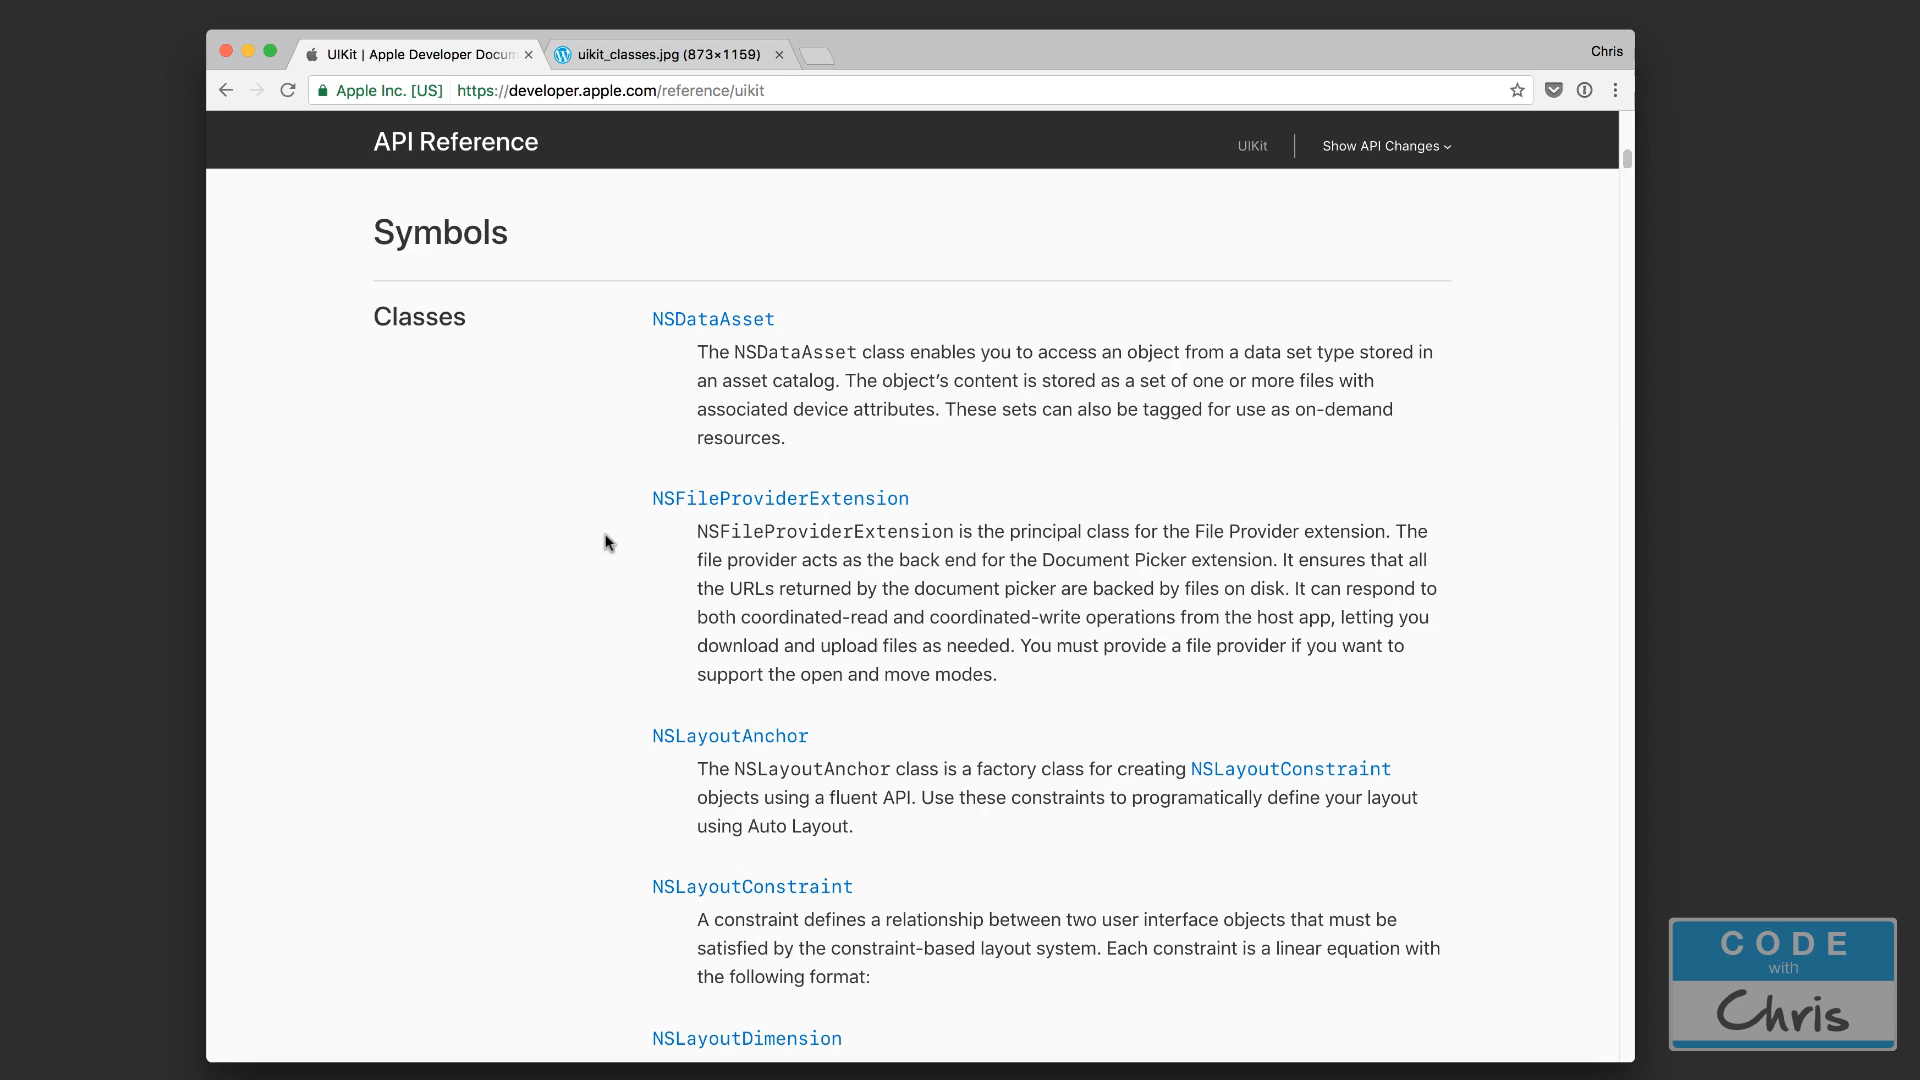 UIKit | Apple Developer Docum
uikit_classes.jpg (873×1159)
Chris
Apple Inc. [US]
https://developer.apple.com/reference/uikit
API Reference
UIKit
Show API Changes
Symbols
Classes
NSDataAsset
The NSDataAsset class enables you to access an object from a data set type stored in
an asset catalog. The object’s content is stored as a set of one or more files with
associated device attributes. These sets can also be tagged for use as on-demand
resources.
NSFileProviderExtension
NSFileProviderExtension is the principal class for the File Provider extension. The
file provider acts as the back end for the Document Picker extension. It ensures that all
the URLs returned by the document picker are backed by files on disk. It can respond to
both coordinated-read and coordinated-write operations from the host app, letting you
download and upload files as needed. You must provide a file provider if you want to
support the open and move modes.
NSLayoutAnchor
The NSLayoutAnchor class is a factory class for creating NSLayoutConstraint
objects using a fluent API. Use these constraints to programatically define your layout
using Auto Layout.
NSLayoutConstraint
A constraint defines a relationship between two user interface objects that must be
satisfied by the constraint-based layout system. Each constraint is a linear equation with
the following format:
NSLayoutDimension
CODE
with
Chris